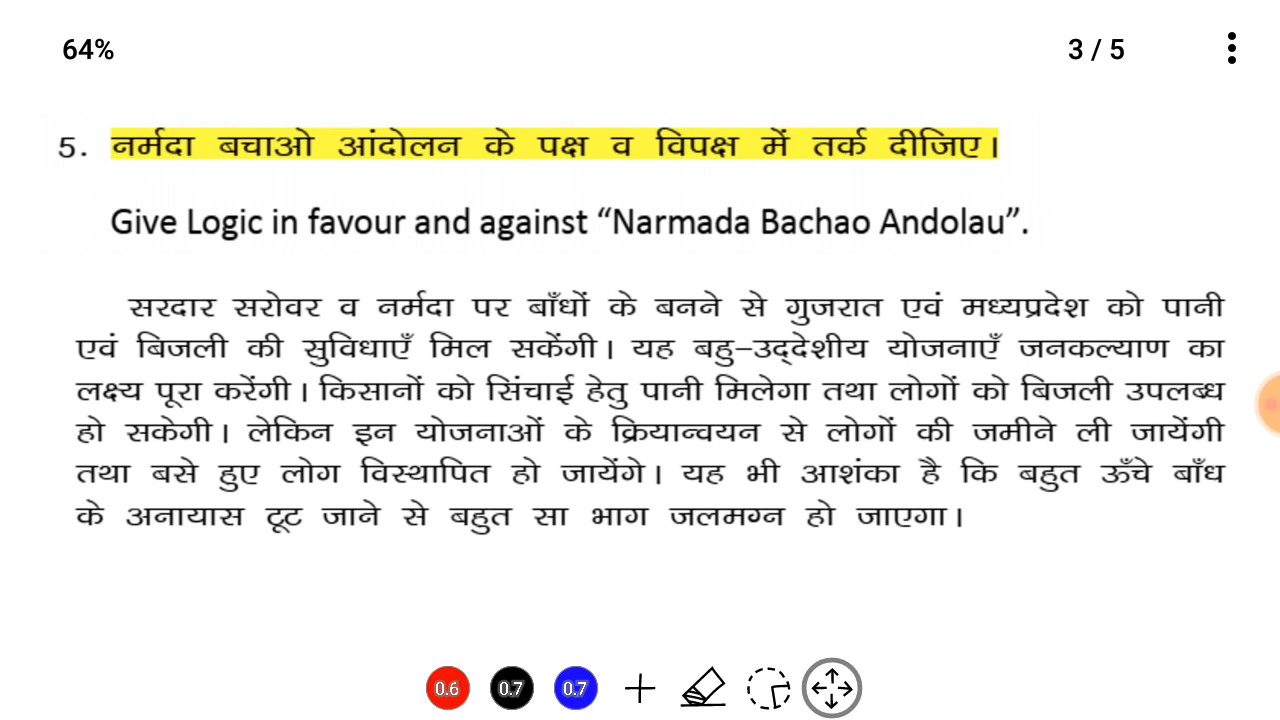 64%
3 / 5
5. नर्मदा बचाओ आंदोलन के पक्ष व विपक्ष में तर्क दीजिए।
Give Logic in favour and against “Narmada Bachao Andolau”.
सरदार सरोवर व नर्मदा पर बाँधों के बनने से गुजरात एवं मध्यप्रदेश को पानी
एवं बिजली की सुविधाएँ मिल सकेंगी। यह बहु-उद्देशीय योजनाएँ जनकल्याण का
लक्ष्य पूरा करेंगी। किसानों को सिंचाई हेतु पानी मिलेगा तथा लोगों को बिजली उपलब्ध
हो सकेगी। लेकिन इन योजनाओं के क्रियान्वयन से लोगों की जमीने ली जायेंगी
तथा बसे हुए लोग विस्थापित हो जायेंगे। यह भी आशंका है कि बहुत ऊँचे बाँध
के अनायास टूट जाने से बहुत सा भाग जलमग्न हो जाएगा।
0.6 0.7 0.7